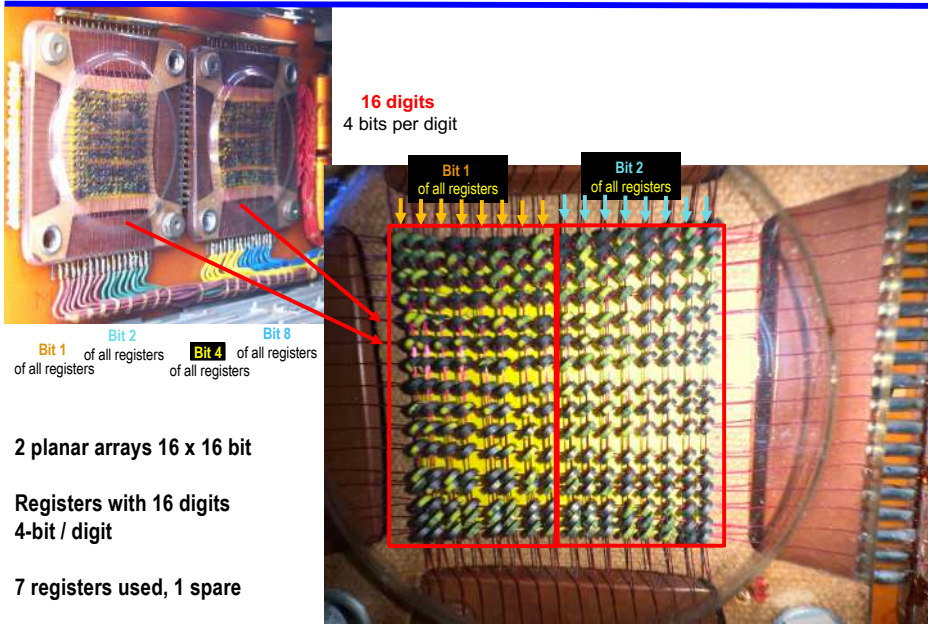 16 digits
4 bits per digit
Bit 1
of all registers
Bit 2
of all registers
Bit 1
of all registers
Bit 2
of all registers
Bit 4
of all registers
Bit 8
of all registers
2 planar arrays 16 x 16 bit
Registers with 16 digits
4-bit / digit
7 registers used, 1 spare